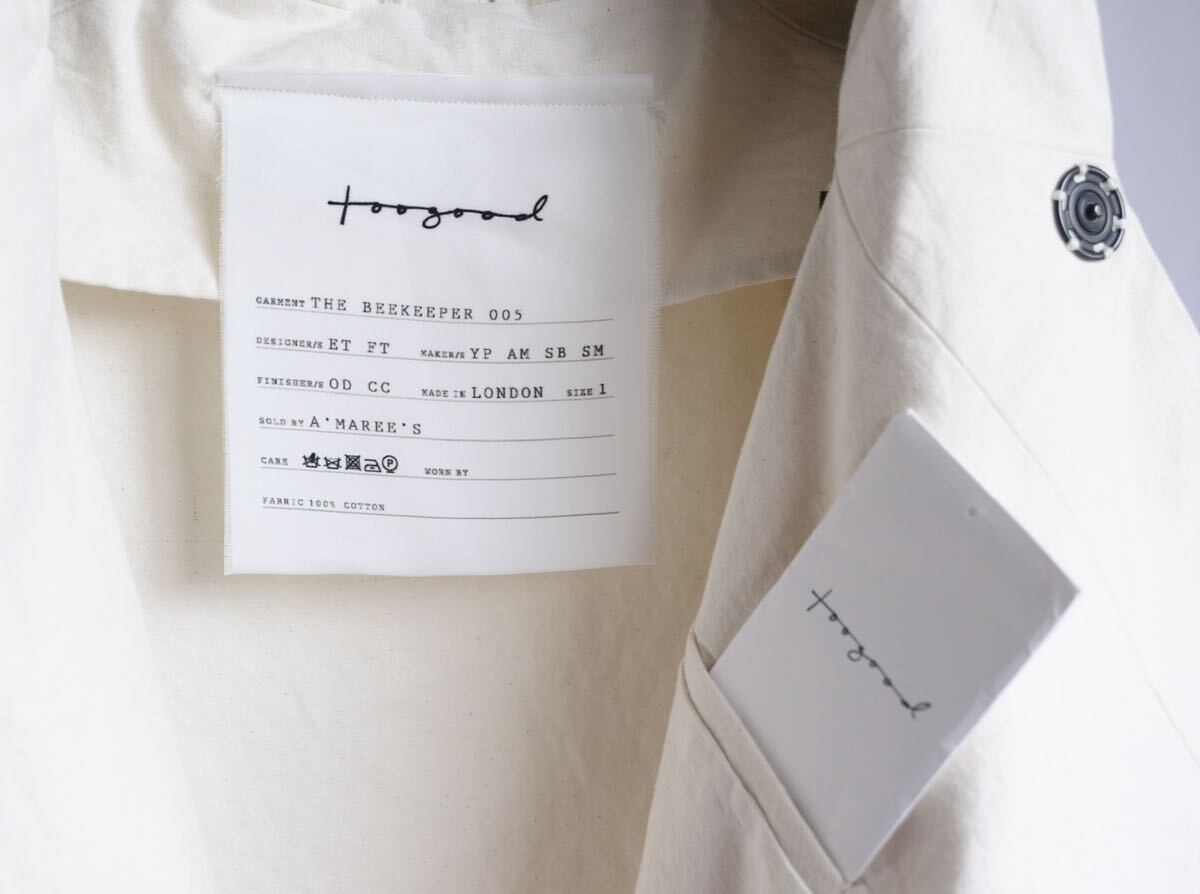 toogood
GARMENT THE BEEKEEPER 005
DESIGNER/S ET FT MAKER/S YP AM SB SM
FINISHER/S OD CC MADE IN LONDON SIZE 1
SOLD BY A'MAREE'S
CARE P WORN BY
FABRIC 100% COTTON
toogood